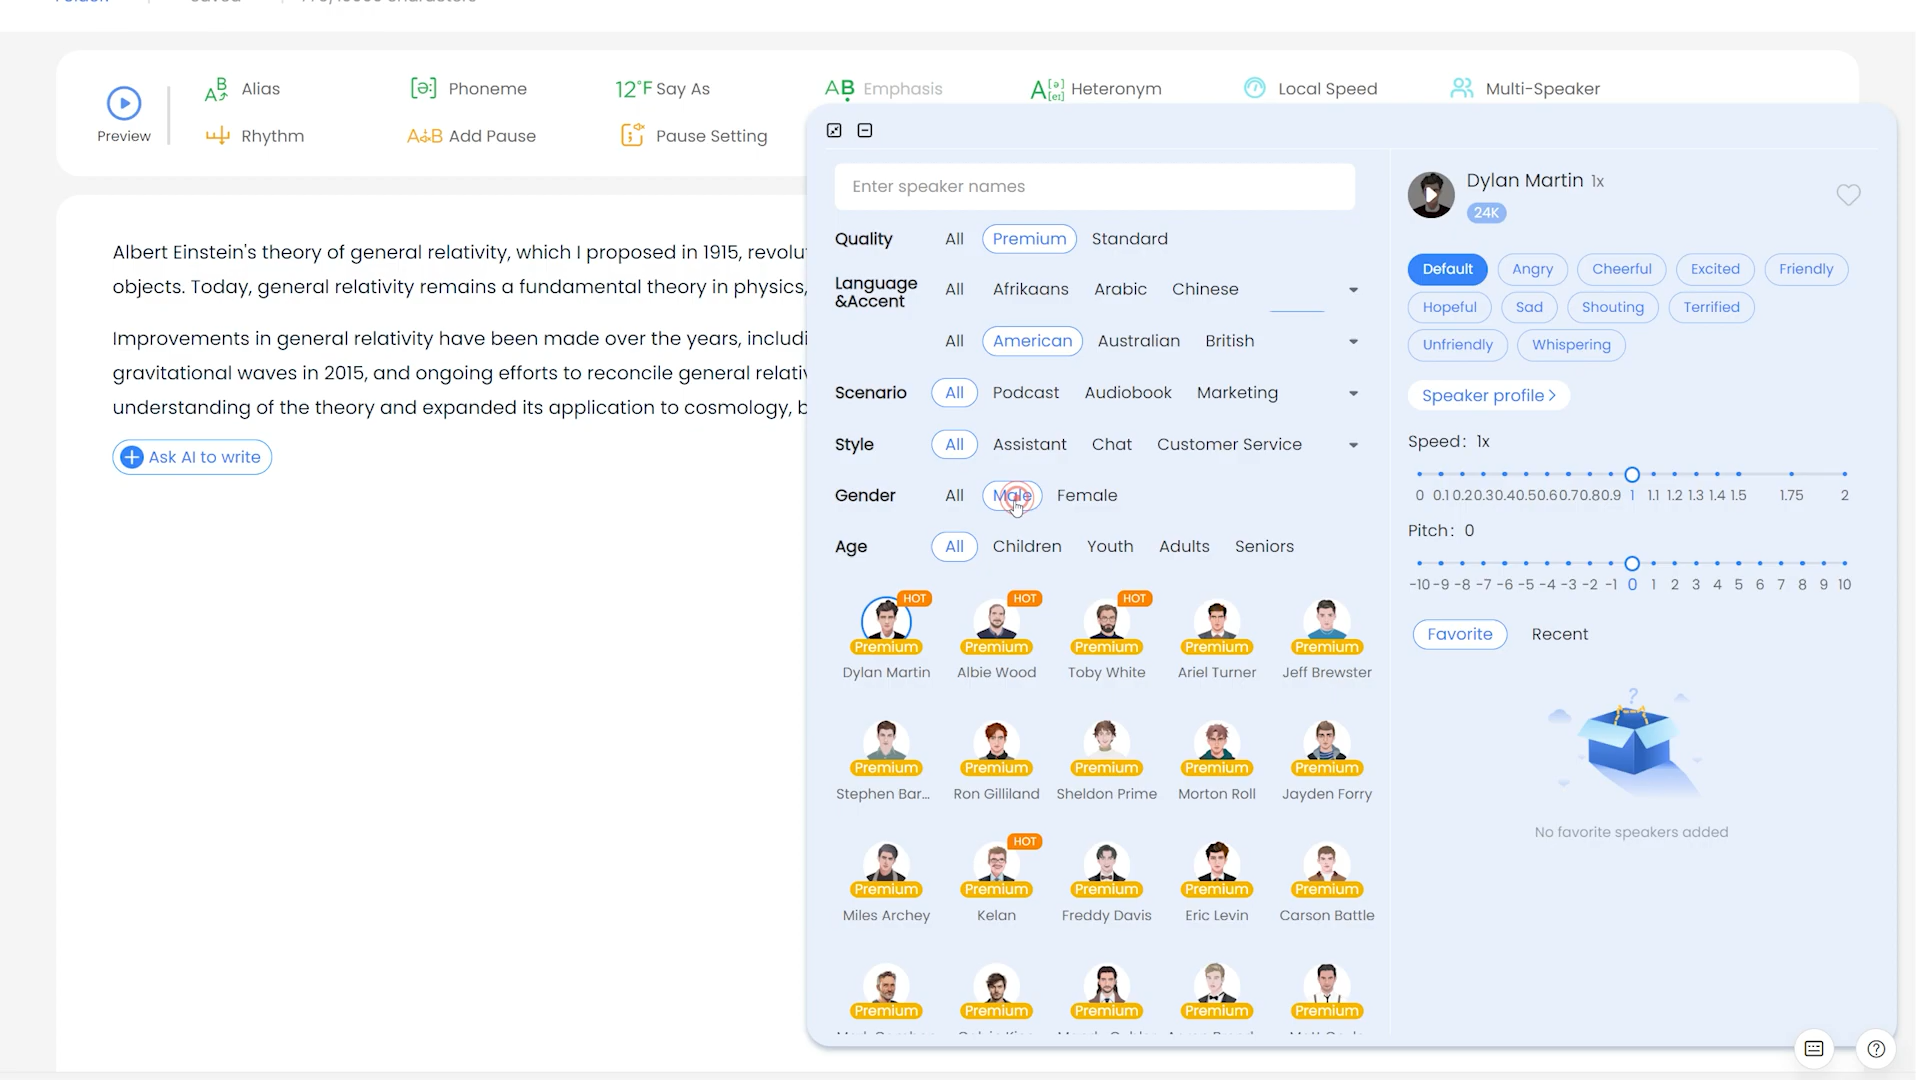 Alias
Phoneme
12°F Say As
Emphasis
Heteronym
Local Speed
Multi-Speaker
Preview
Rhythm
Add Pause
Pause Setting
Albert Einstein's theory of general relativity, which I proposed in 1915, revolut
objects. Today, general relativity remains a fundamental theory in physics,
Improvements in general relativity have been made over the years, includi
gravitational waves in 2015, and ongoing efforts to reconcile general relativ
understanding of the theory and expanded its application to cosmology, b
Ask AI to write
Enter speaker names
Quality All Premium Standard
Language
&Accent All Afrikaans Arabic Chinese
All American Australian British
Scenario All Podcast Audiobook Marketing
Style All Assistant Chat Customer Service
Gender All Male Female
Age All Children Youth Adults Seniors
HOT HOT HOT
Premium Premium Premium Premium Premium
Dylan Martin Albie Wood Toby White Ariel Turner Jeff Brewster
Premium Premium Premium Premium Premium
Stephen Bar... Ron Gilliland Sheldon Prime Morton Roll Jayden Forry
HOT
Premium Premium Premium Premium Premium
Miles Archey Kelan Freddy Davis Eric Levin Carson Battle
Premium Premium Premium Premium Premium
Dylan Martin 1x
24K
Default Angry Cheerful Excited Friendly
Hopeful Sad Shouting Terrified
Unfriendly Whispering
Speaker profile >
Speed: 1x
0 0.1 0.2 0.3 0.4 0.5 0.6 0.7 0.8 0.9 1 1.1 1.2 1.3 1.4 1.5 1.75 2
Pitch: 0
-10 -9 -8 -7 -6 -5 -4 -3 -2 -1 0 1 2 3 4 5 6 7 8 9 10
Favorite Recent
No favorite speakers added